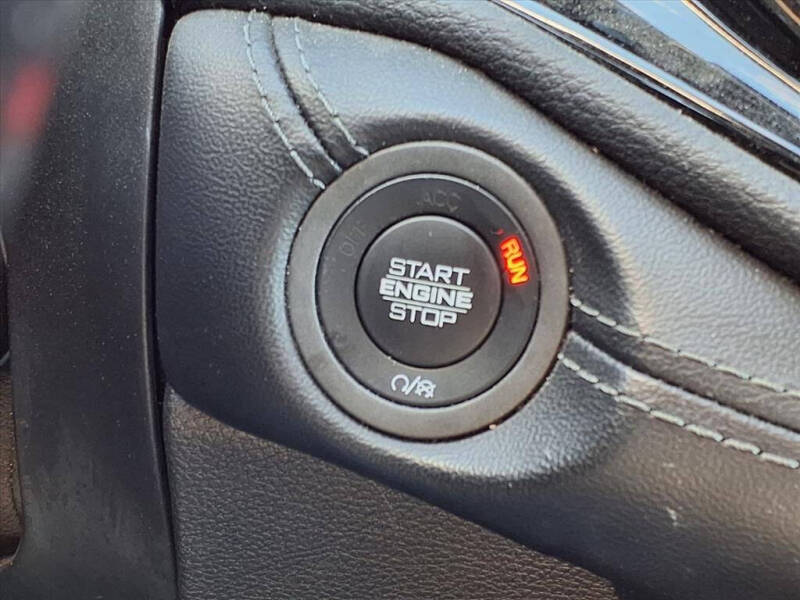 OFF
ACC
RUN
START
ENGINE
STOP